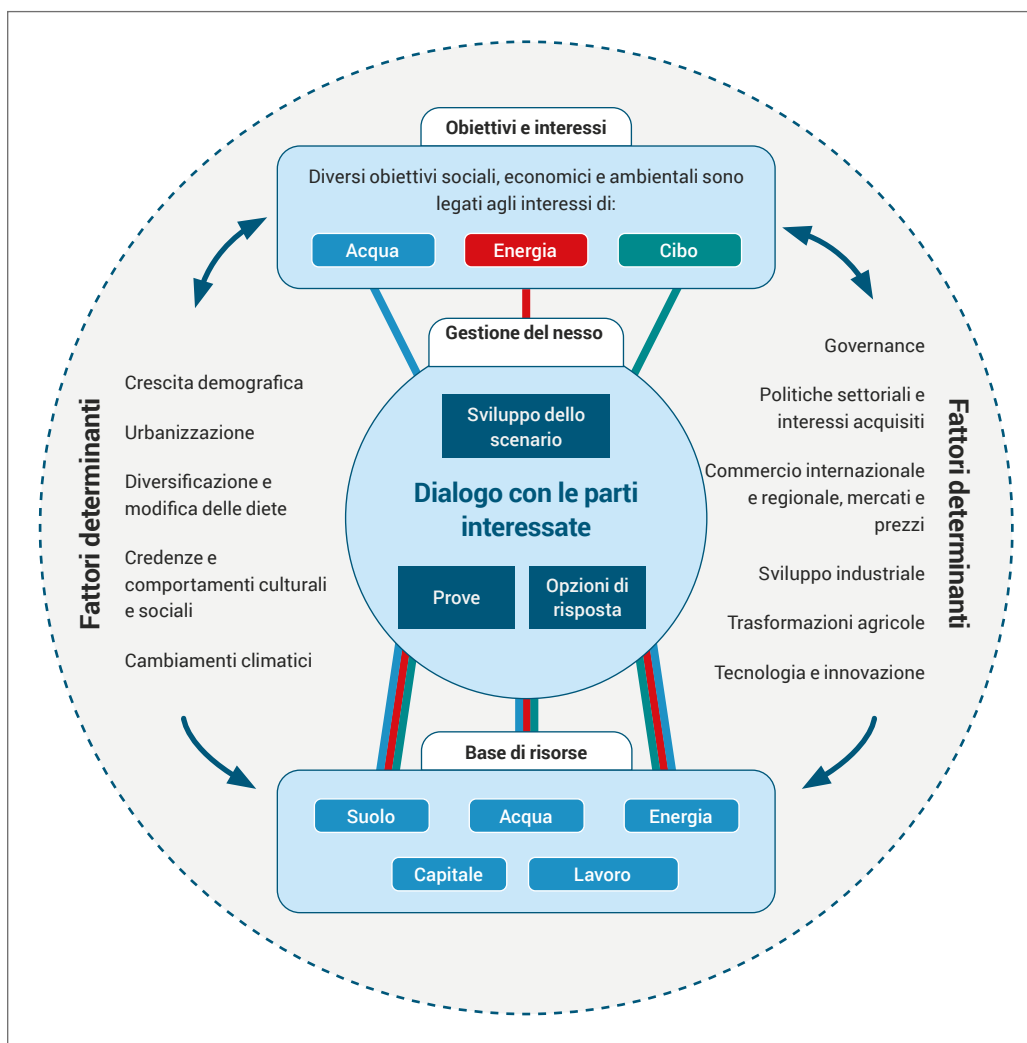 Obiettivi e interessi
Diversi obiettivi sociali, economici e ambientali sono
legati agli interessi di:
Acqua
Energia
Cibo
Gestione del nesso
Sviluppo dello
scenario
Dialogo con le parti
interessate
Prove
Opzioni di
risposta
Fattori determinanti
Crescita demografica
Urbanizzazione
Diversificazione e
modifica delle diete
Credenze e
comportamenti culturali
e sociali
Cambiamenti climatici
Governance
Politiche settoriali e
interessi acquisiti
Commercio internazionale
e regionale, mercati e
prezzi
Sviluppo industriale
Trasformazioni agricole
Tecnologia e innovazione
Fattori determinanti
Base di risorse
Suolo
Acqua
Energia
Capitale
Lavoro